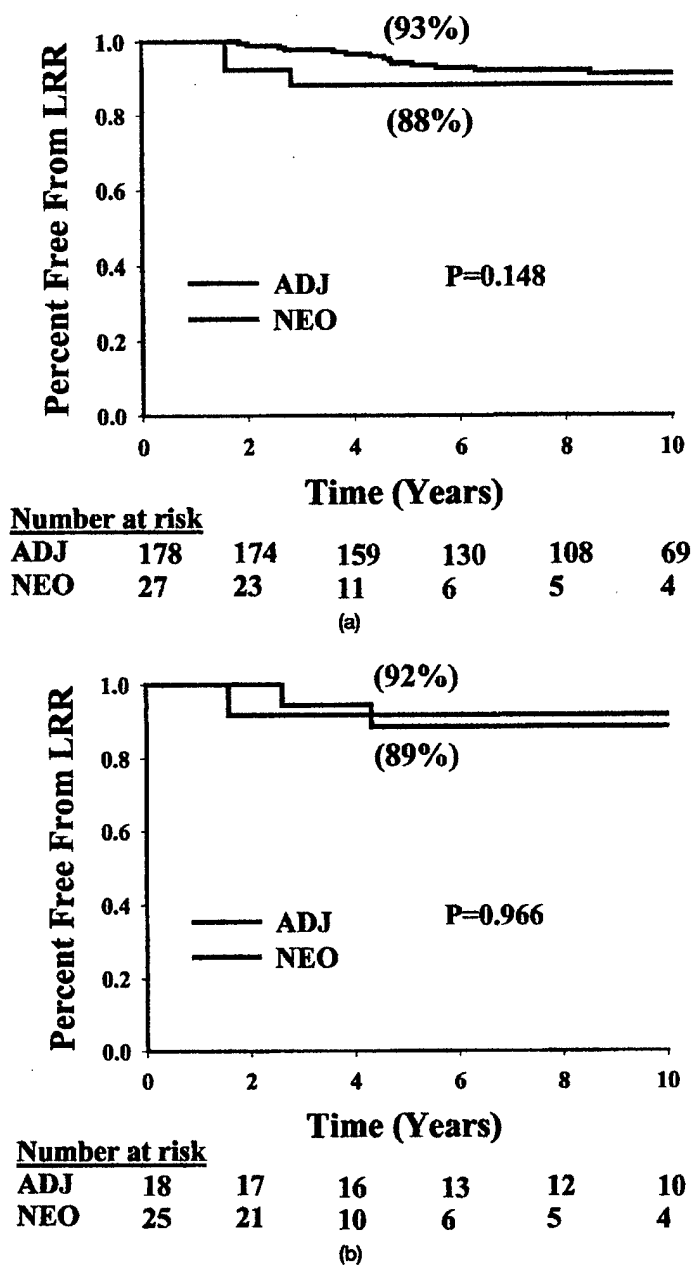 (93%)
1.0
0.8
0.6
0.4
0.2
0.0
Percent Free From LRR
(88%)
ADJ
NEO
P=0.148
0 2 4 6 8 10
Time (Years)
Number at risk
ADJ 178 174 159 130 108 69
NEO 27 23 11 6 5 4
(a)
(92%)
1.0
0.8
0.6
0.4
0.2
0.0
Percent Free From LRR
(89%)
ADJ
NEO
P=0.966
0 2 4 6 8 10
Time (Years)
Number at risk
ADJ 18 17 16 13 12 10
NEO 25 21 10 6 5 4
(b)